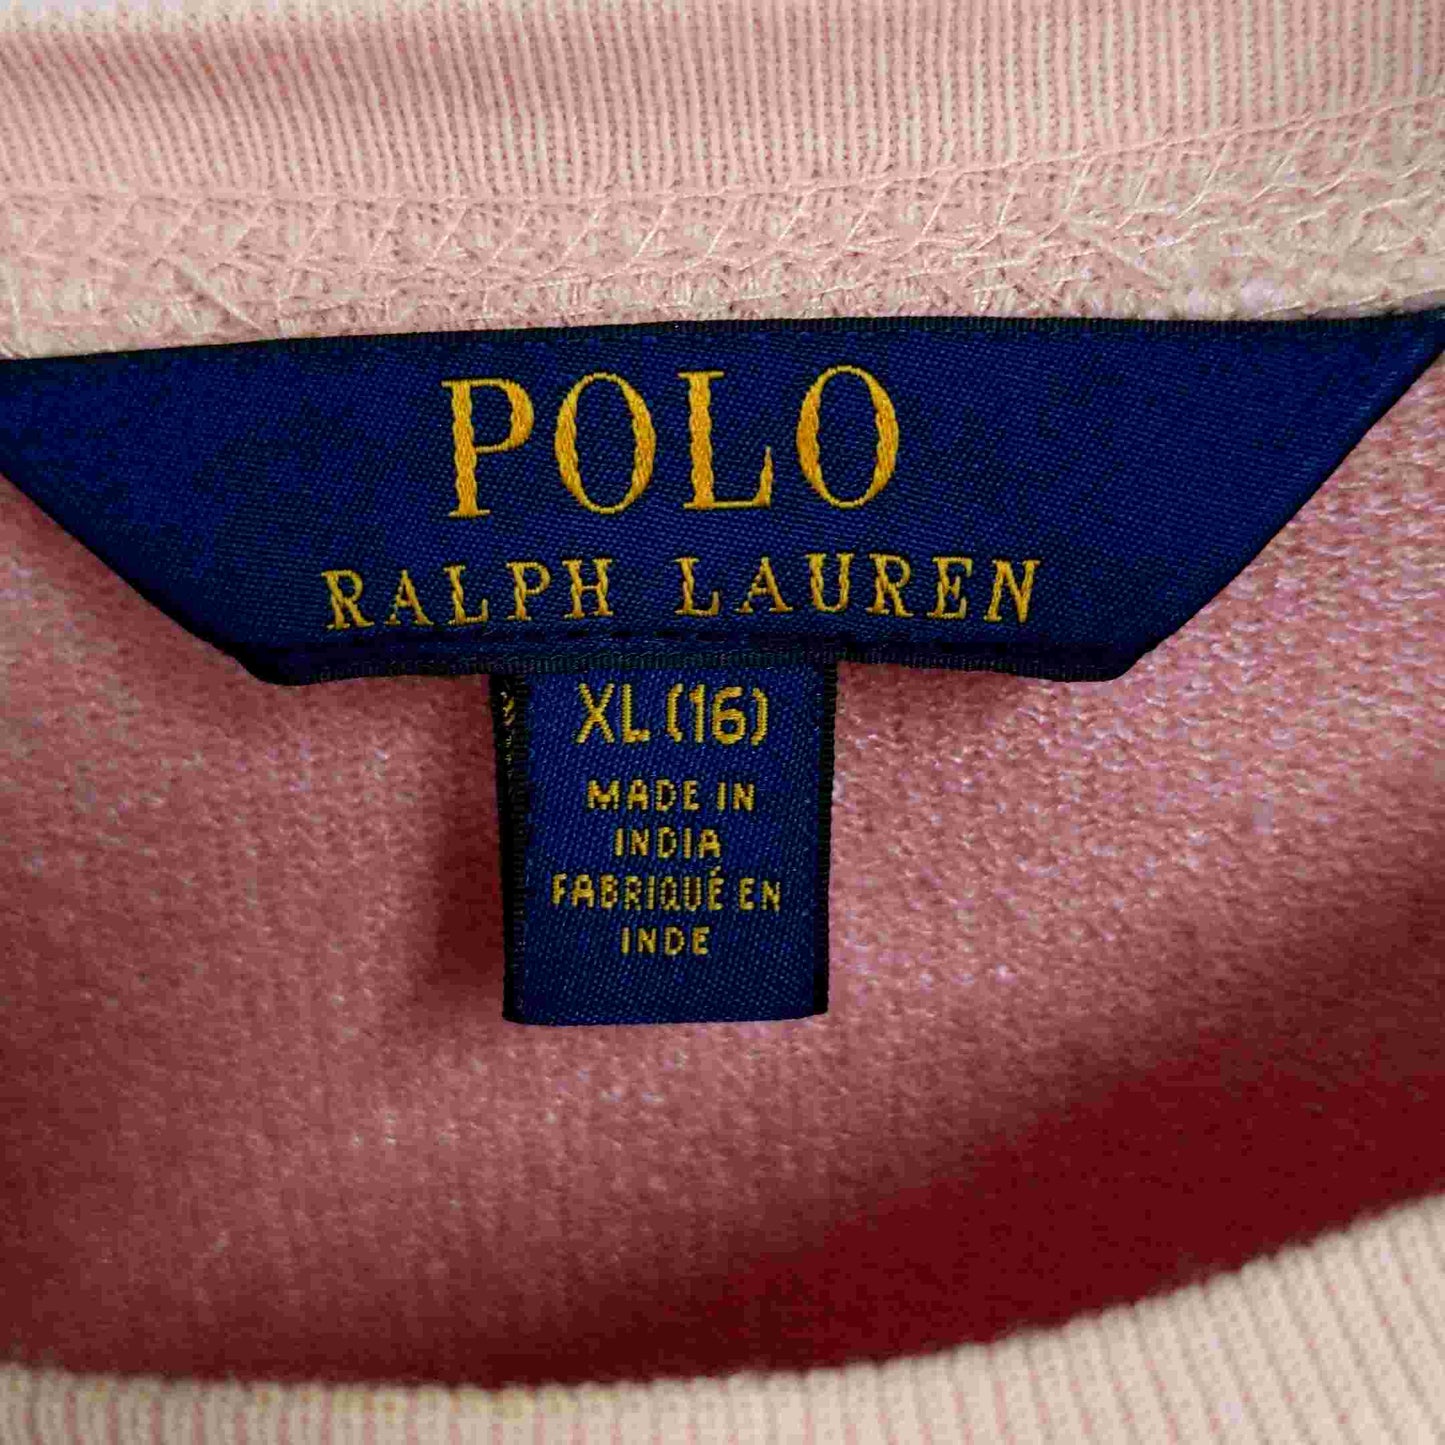 POLO
RALPH LAUREN
XL (16)
MADE IN
INDIA
FABRIQUÉ EN
INDE